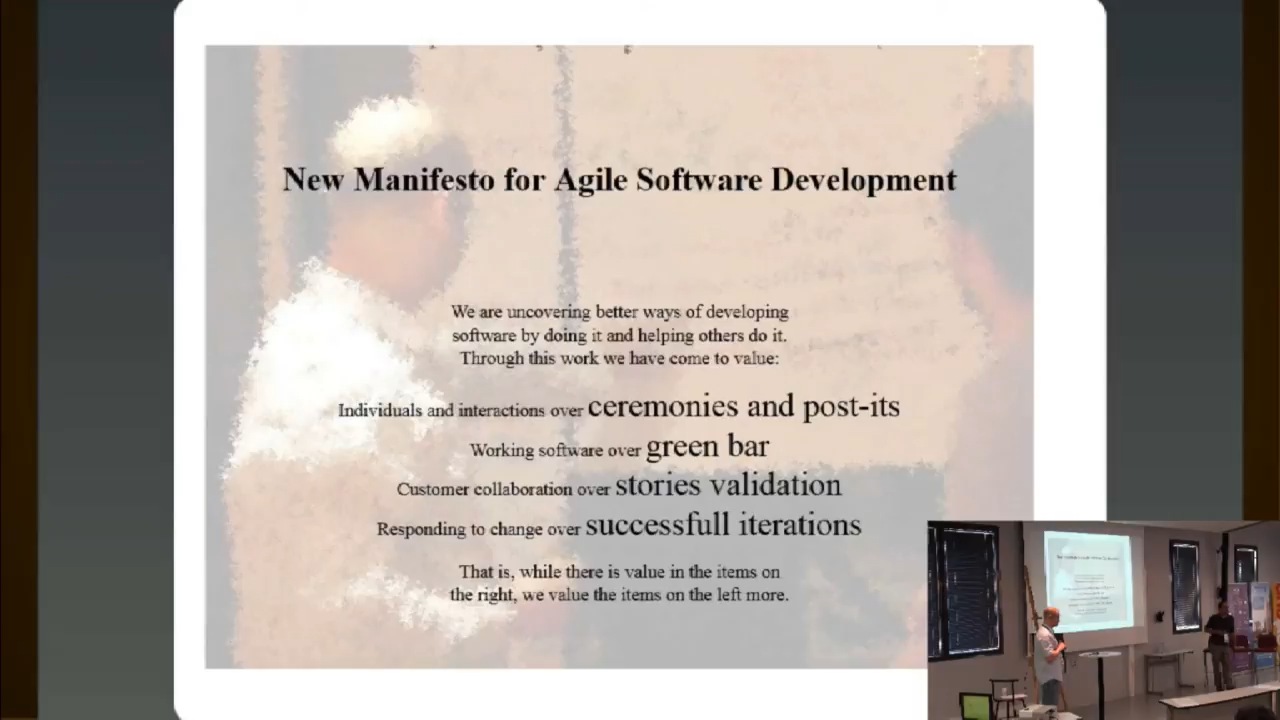 New Manifesto for Agile Software Development
We are uncovering better ways of developing
software by doing it and helping others do it.
Through this work we have come to value:
Individuals and interactions over ceremonies and post-its
Working software over green bar
Customer collaboration over stories validation
Responding to change over successfull iterations
That is, while there is value in the items on
the right, we value the items on the left more.